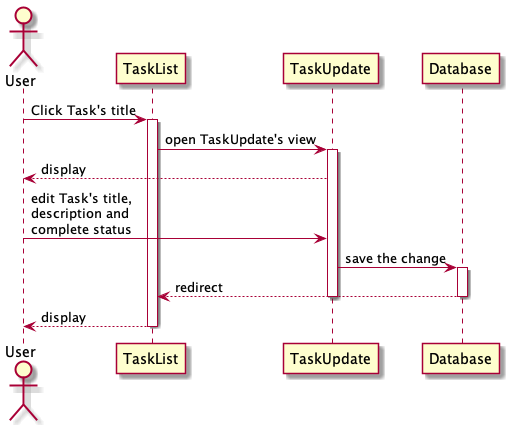 User
TaskList
TaskUpdate
Database
Click Task's title
open TaskUpdate's view
display
edit Task's title,
description and
complete status
save the change
redirect
display
User
TaskList
TaskUpdate
Database